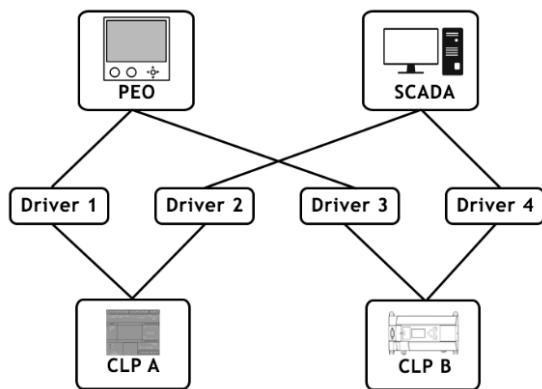 PEO
SCADA
Driver 1
Driver 2
Driver 3
Driver 4
CLP A
CLP B